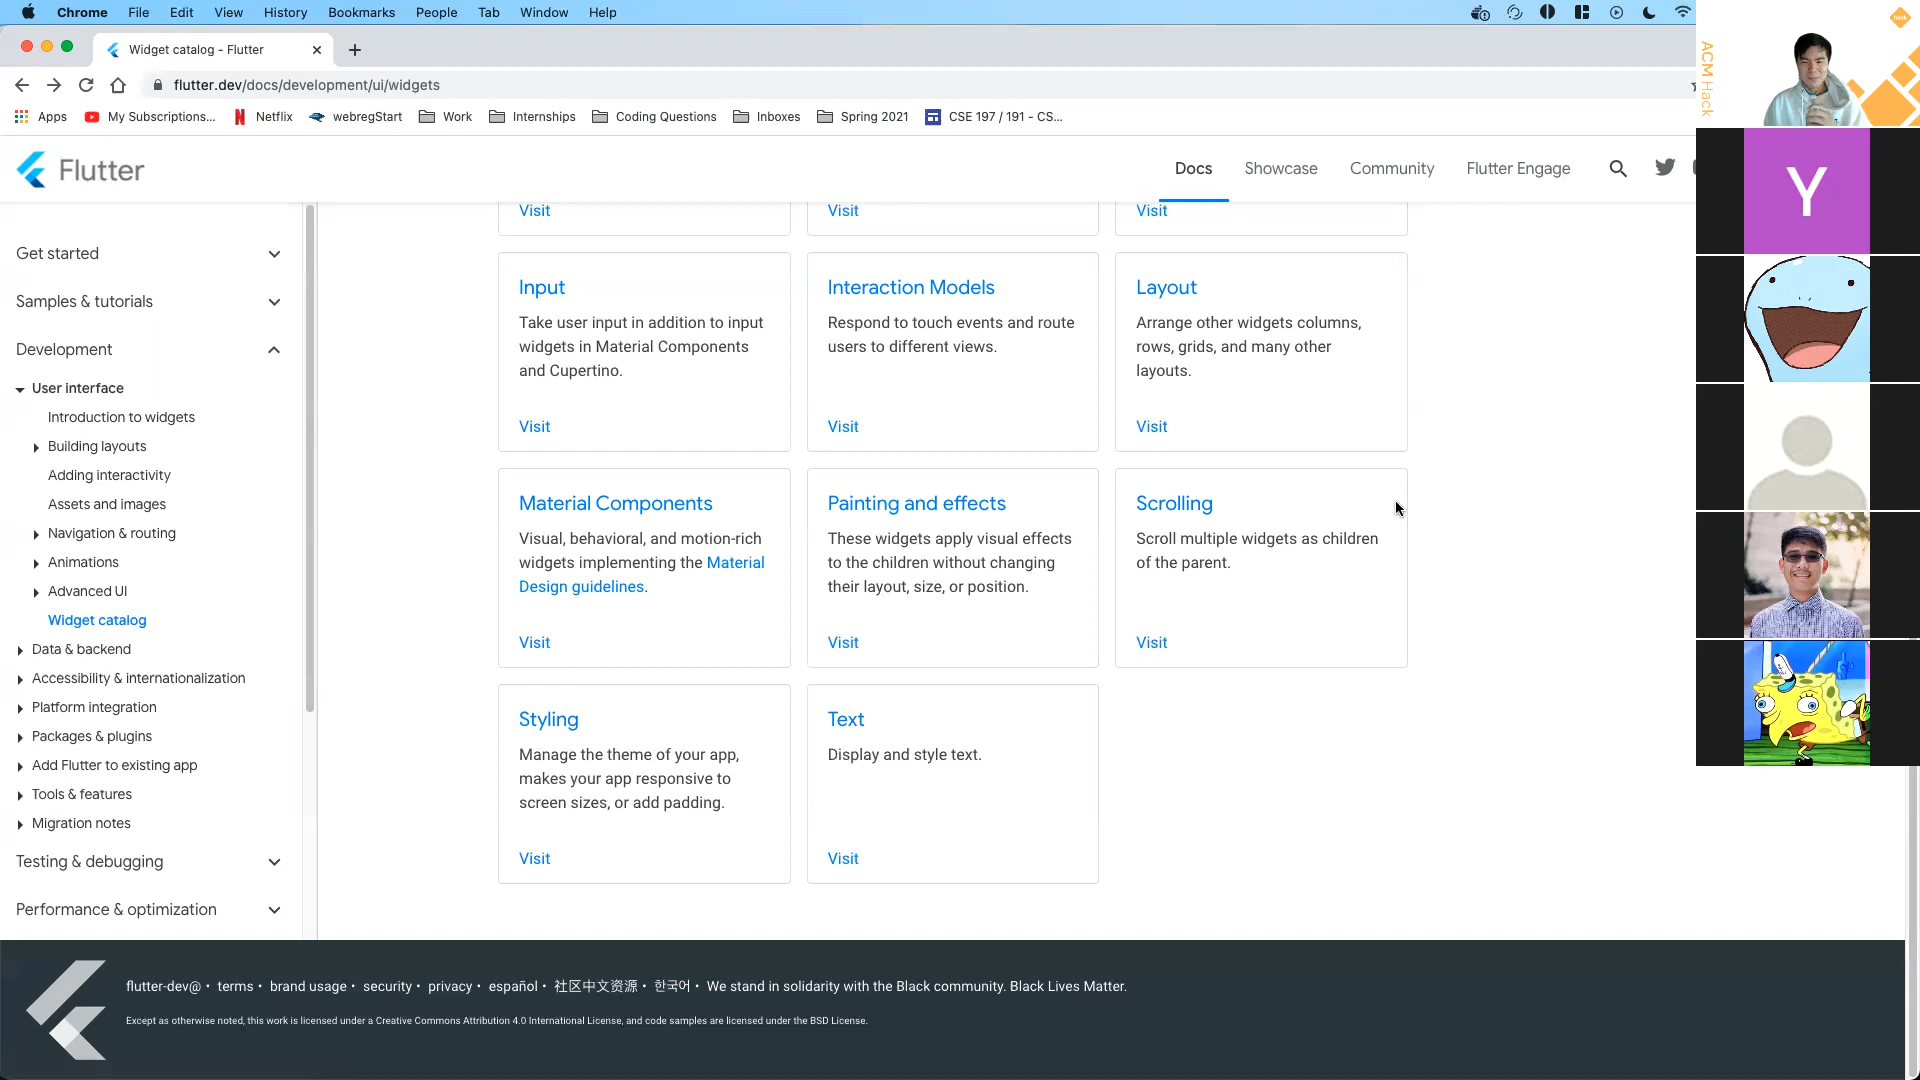 Chrome File Edit View History Bookmarks People Tab Window Help
Widget catalog - Flutter
flutter.dev/docs/development/ui/widgets
Apps My Subscriptions... Netflix webregStart Work Internships Coding Questions Inboxes Spring 2021 CSE 197 / 191 - CS...
Flutter
Docs Showcase Community Flutter Engage
Get started
Samples & tutorials
Development
User interface
Introduction to widgets
Building layouts
Adding interactivity
Assets and images
Navigation & routing
Animations
Advanced UI
Widget catalog
Data & backend
Accessibility & internationalization
Platform integration
Packages & plugins
Add Flutter to existing app
Tools & features
Migration notes
Testing & debugging
Performance & optimization
Visit
Visit
Visit
Input
Take user input in addition to input
widgets in Material Components
and Cupertino.
Visit
Interaction Models
Respond to touch events and route
users to different views.
Visit
Layout
Arrange other widgets columns,
rows, grids, and many other
layouts.
Visit
Material Components
Visual, behavioral, and motion-rich
widgets implementing the Material
Design guidelines.
Visit
Painting and effects
These widgets apply visual effects
to the children without changing
their layout, size, or position.
Visit
Scrolling
Scroll multiple widgets as children
of the parent.
Visit
Styling
Manage the theme of your app,
makes your app responsive to
screen sizes, or add padding.
Visit
Text
Display and style text.
Visit
flutter-dev@ • terms • brand usage • security • privacy • español • 社区中文资源 • 한국어 • We stand in solidarity with the Black community. Black Lives Matter.
Except as otherwise noted, this work is licensed under a Creative Commons Attribution 4.0 International License, and code samples are licensed under the BSD License.
ACM Hack
hack
Y